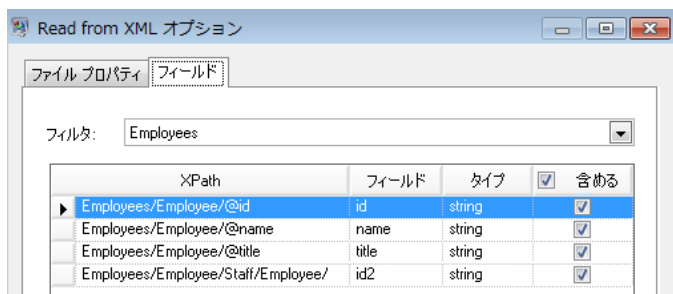 Read from XML オプション
ファイル プロパティ フィールド
フィルタ: Employees
XPath フィールド タイプ 含める
Employees/Employee/@id id string
Employees/Employee/@name name string
Employees/Employee/@title title string
Employees/Employee/Staff/Employee/ id2 string